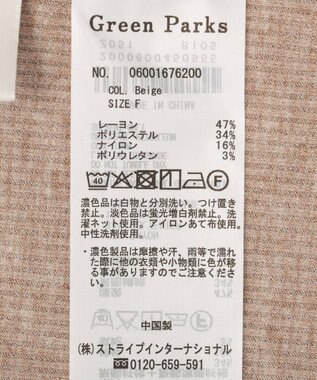 Green Parks
NO. 06001676200
COL. Beige
SIZE F
レーヨン 47%
ポリエステル 34%
ナイロン 16%
ポリウレタン 3%
40 F
濃色品は白物と分別洗い。つけ置き
禁止。淡色品は蛍光増白剤禁止。洗
濯ネット使用。アイロンあて布使用。
中性洗剤使用。
・濃色製品は摩擦や汗、雨等で濡れ
た際に他の衣類や小物類に色が移
る事がありますのでご注意くださ
い。
中国製
(株)ストライプインターナショナル
0120-659-591